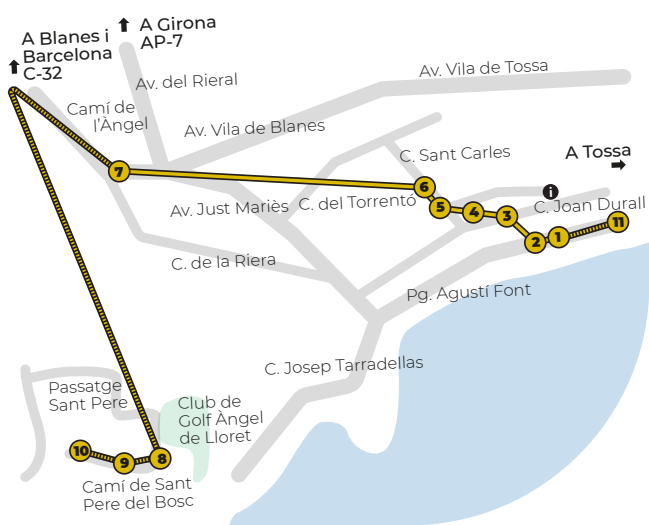 A Girona
AP-7
A Blanes i
Barcelona
C-32
Av. del Rieral
Av. Vila de Tossa
Camí de
l'Àngel
Av. Vila de Blanes
C. Sant Carles
A Tossa
7
6
i
5
4
3
C. Joan Durall
11
Av. Just Mariès
C. del Torrentó
2
1
C. de la Riera
Pg. Agustí Font
C. Josep Tarradellas
Passatge
Sant Pere
Club de
Golf Àngel
de Lloret
10
9
8
Camí de Sant
Pere del Bosc